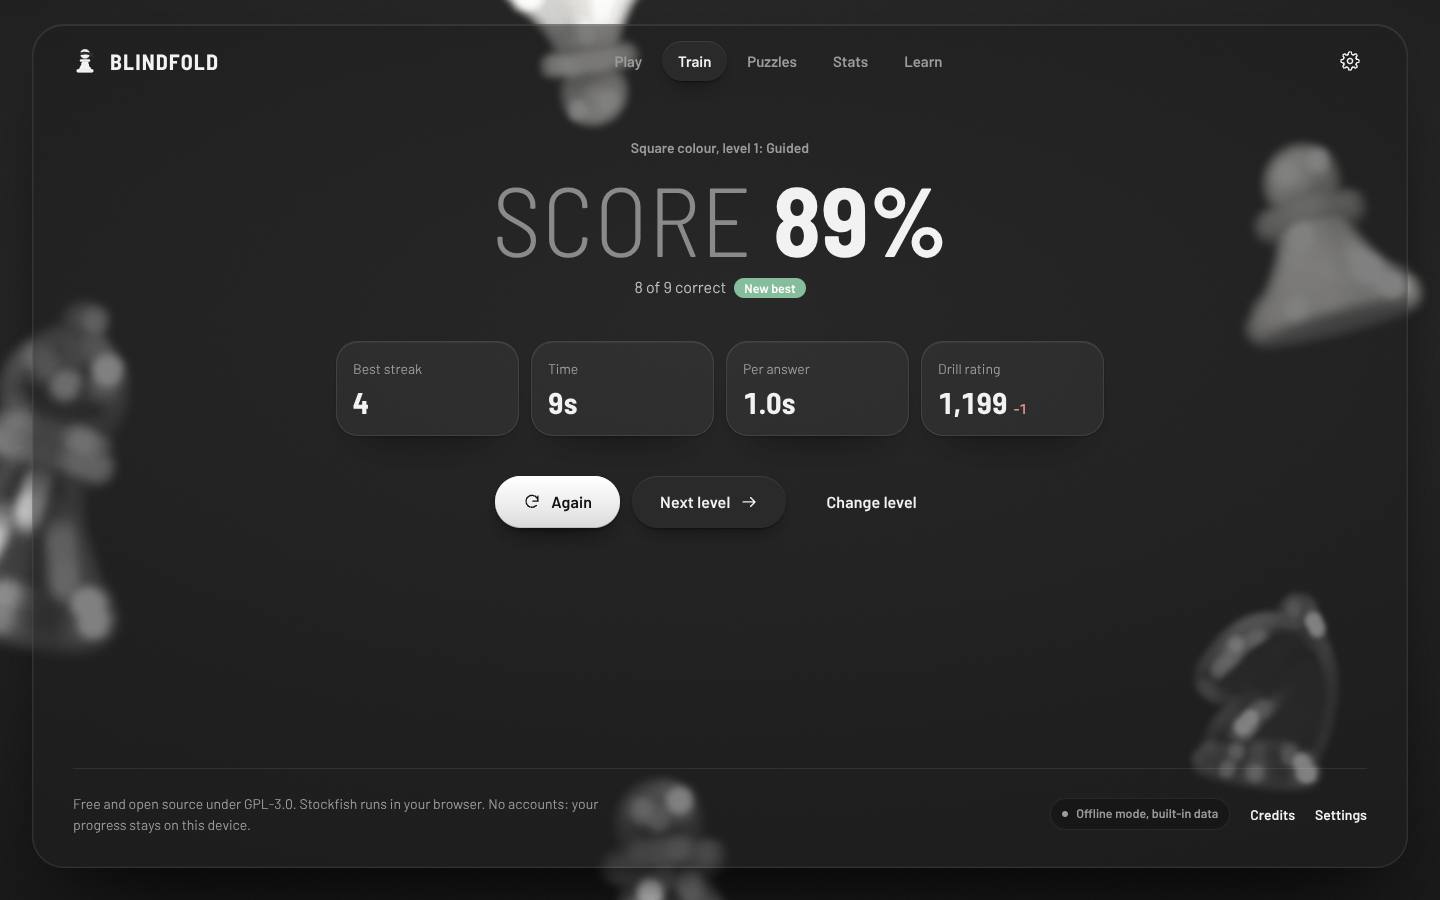 BLINDFOLD
Play Train Puzzles Stats Learn
Square colour, level 1: Guided
SCORE 89%
8 of 9 correct New best
Best streak Time Per answer Drill rating
4 9s 1.0s 1,199 -1
Again Next level Change level
Free and open source under GPL-3.0. Stockfish runs in your browser. No accounts: your
progress stays on this device.
Offline mode, built-in data Credits Settings